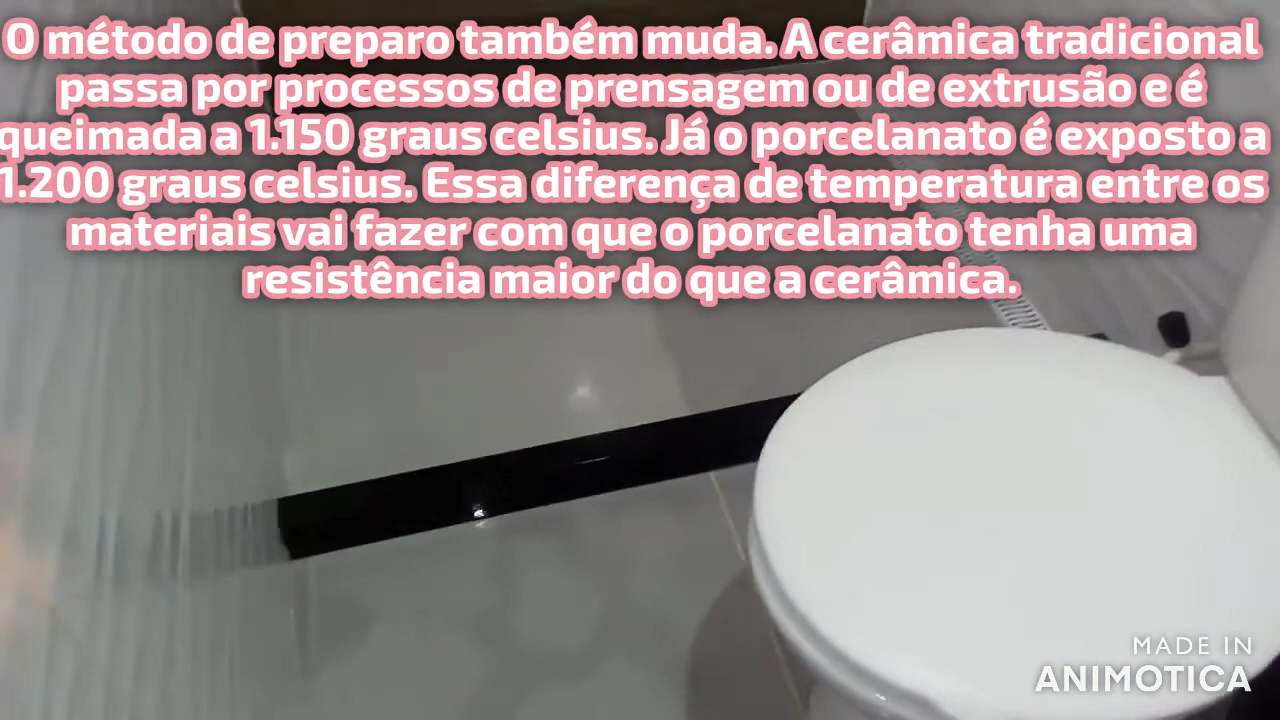 O método de preparo também muda. A cerâmica tradicional
passa por processos de prensagem ou de extrusão e é
queimada a 1.150 graus celsius. Já o porcelanato é exposto a
1.200 graus celsius. Essa diferença de temperatura entre os
materiais vai fazer com que o porcelanato tenha uma
resistência maior do que a cerâmica.
MADE IN
ANIMOTICA